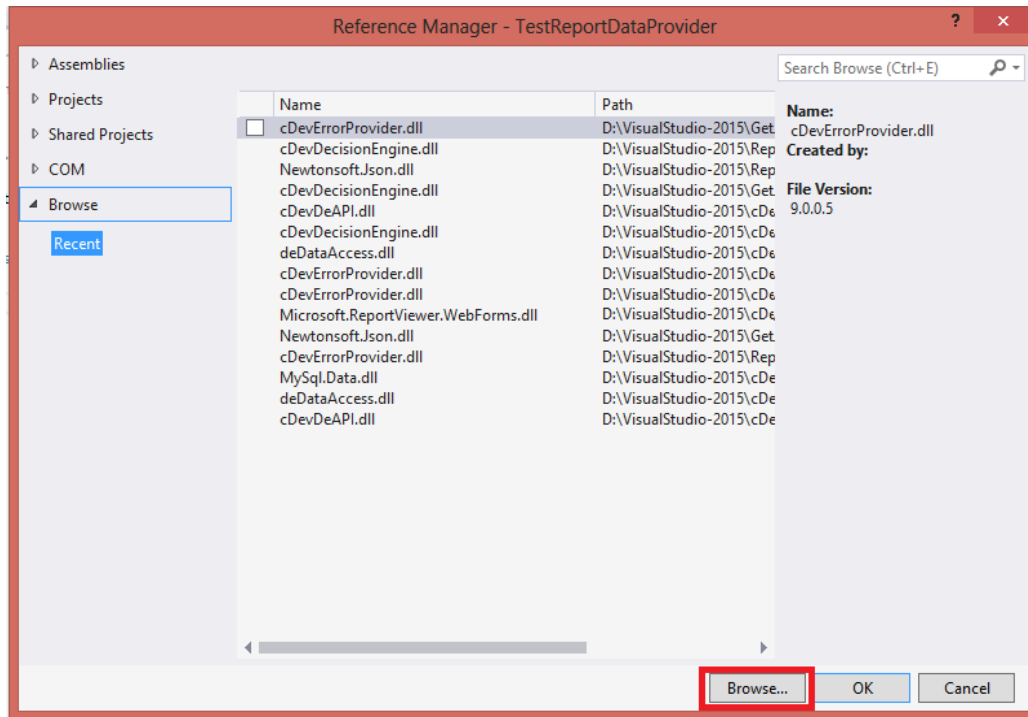 Reference Manager - TestReportDataProvider
?
Assemblies
Projects
Shared Projects
COM
Browse
Recent
Name Path
cDevErrorProvider.dll D:\VisualStudio-2015\Get
cDevDecisionEngine.dll D:\VisualStudio-2015\Rep
Newtonsoft.Json.dll D:\VisualStudio-2015\Rep
cDevDecisionEngine.dll D:\VisualStudio-2015\Get
cDevDeAPI.dll D:\VisualStudio-2015\cDe
cDevDecisionEngine.dll D:\VisualStudio-2015\cDe
deDataAccess.dll D:\VisualStudio-2015\cDe
cDevErrorProvider.dll D:\VisualStudio-2015\cDe
cDevErrorProvider.dll D:\VisualStudio-2015\cDe
Microsoft.ReportViewer.WebForms.dll D:\VisualStudio-2015\cDe
Newtonsoft.Json.dll D:\VisualStudio-2015\Get
cDevErrorProvider.dll D:\VisualStudio-2015\Rep
MySql.Data.dll D:\VisualStudio-2015\cDe
deDataAccess.dll D:\VisualStudio-2015\cDe
cDevDeAPI.dll D:\VisualStudio-2015\cDe
Search Browse (Ctrl+E)
Name:
cDevErrorProvider.dll
Created by:
File Version:
9.0.0.5
Browse... OK Cancel